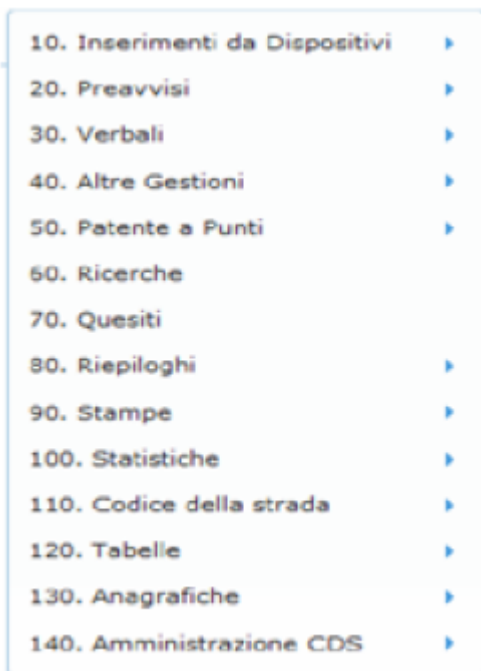 10. Inserimenti da Dispositivi
20. Preavvisi
30. Verbali
40. Altre Gestioni
50. Patente a Punti
60. Ricerche
70. Quesiti
80. Riepiloghi
90. Stampe
100. Statistiche
110. Codice della strada
120. Tabelle
130. Anagrafiche
140. Amministrazione CDS